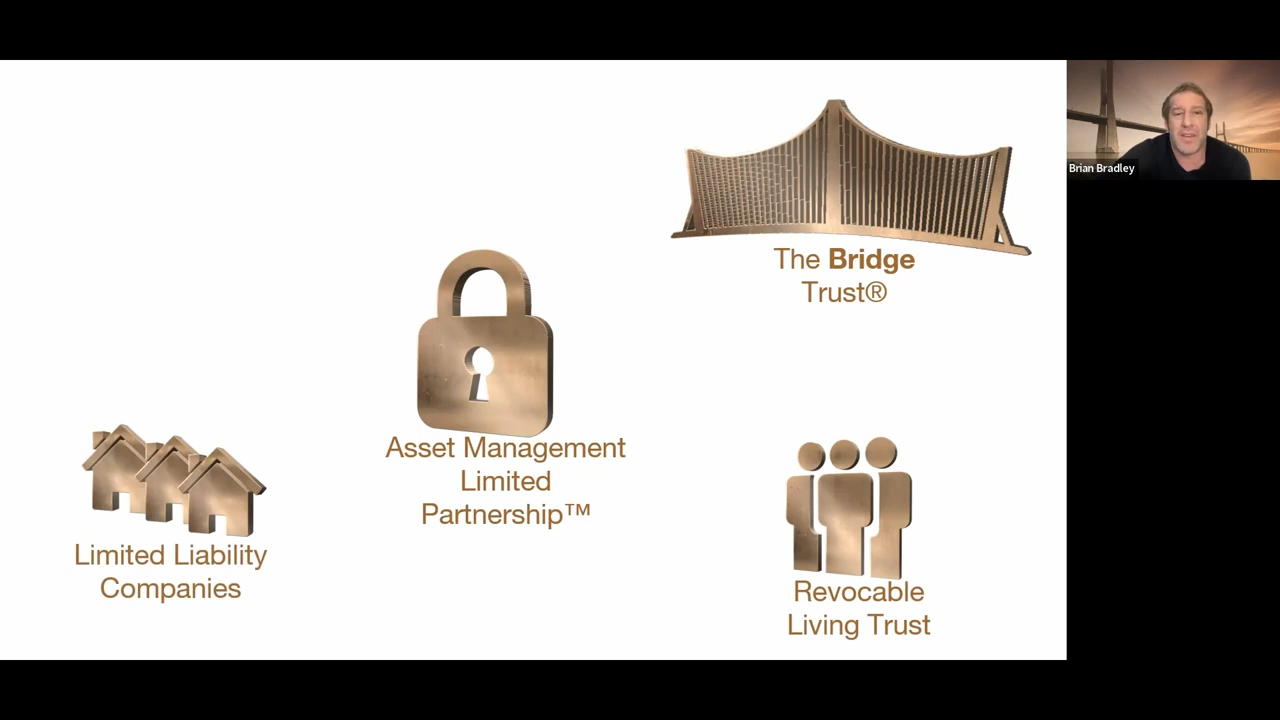 Brian Bradley
The Bridge
Trust®
Asset Management
Limited
Partnership™
Limited Liability
Companies
Revocable
Living Trust